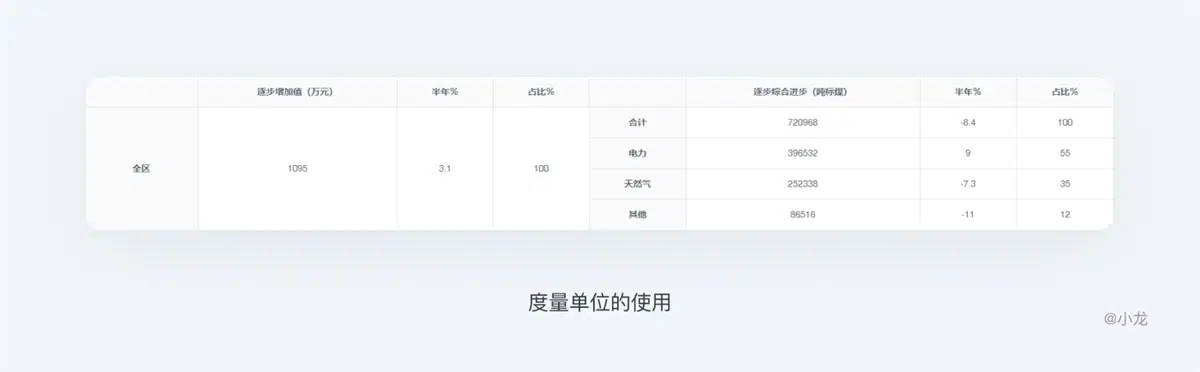 逐步增加值（万元） 半年% 占比% 逐步综合进步（吨标煤） 半年% 占比%
全区 1095 3.1 100
合计 720968 -8.4 100
电力 396532 9 55
天然气 252338 -7.3 35
其他 86516 -11 12
度量单位的使用
@小龙